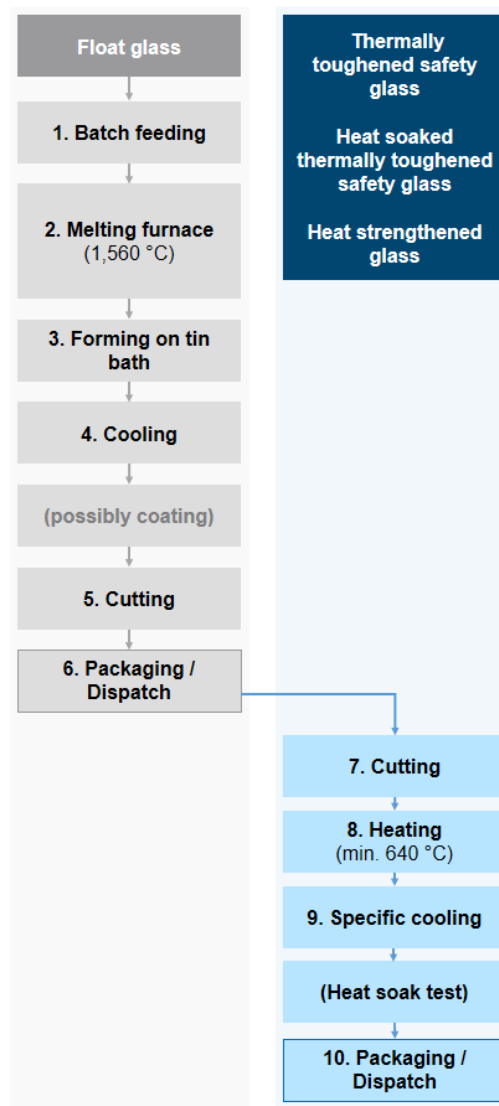 Float glass
1. Batch feeding
2. Melting furnace
(1,560 °C)
3. Forming on tin
bath
4. Cooling
(possibly coating)
5. Cutting
6. Packaging /
Dispatch
Thermally
toughened safety
glass
Heat soaked
thermally toughened
safety glass
Heat strengthened
glass
7. Cutting
8. Heating
(min. 640 °C)
9. Specific cooling
(Heat soak test)
10. Packaging /
Dispatch